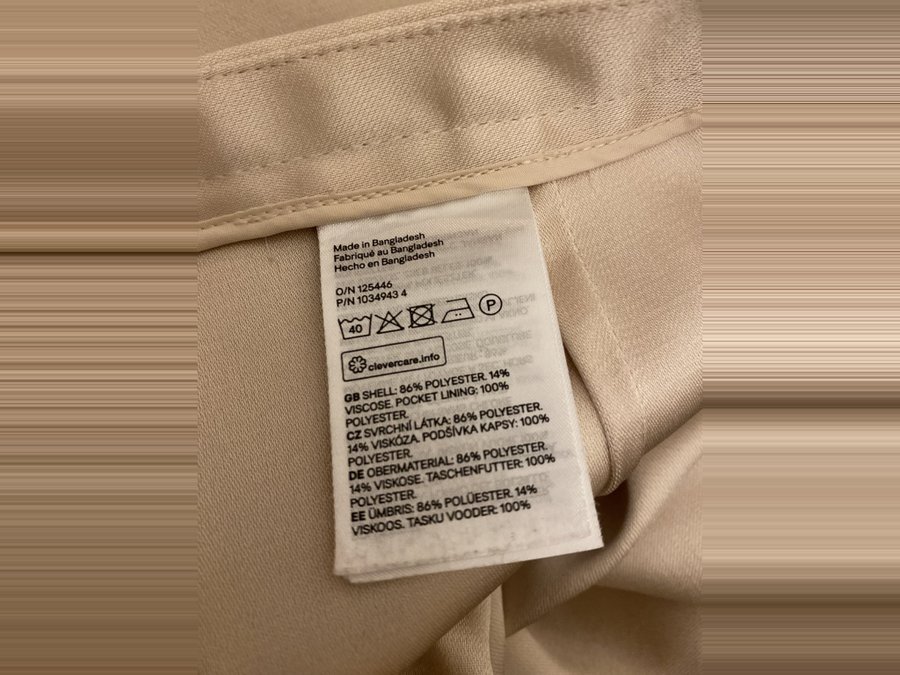 Made in Bangladesh
Fabriqué au Bangladesh
Hecho en Bangladesh
O/N 125446
P/N 1034943 4
40 P
clevercare.info
GB SHELL: 86% POLYESTER. 14%
VISCOSE. POCKET LINING: 100%
POLYESTER.
CZ SVRCHNÍ LÁTKA: 86% POLYESTER.
14% VISKÓZA. PODŠÍVKA KAPSY: 100%
POLYESTER.
DE OBERMATERIAL: 86% POLYESTER.
14% VISKOSE. TASCHENFUTTER: 100%
POLYESTER.
EE ÜMBRIS: 86% POLÜESTER. 14%
VISKOOS. TASKU VOODER: 100%